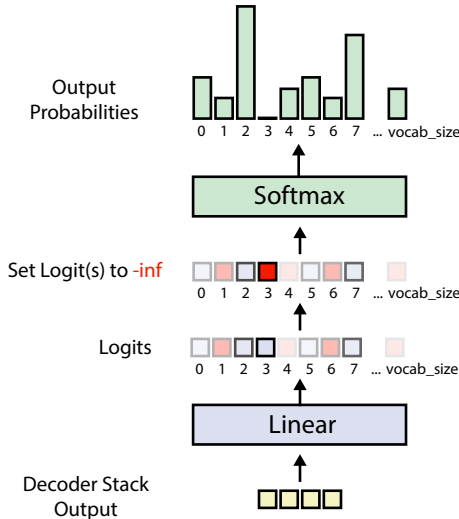 Output
Probabilities
0 1 2 3 4 5 6 7 ... vocab_size
Softmax
Set Logit(s) to -inf
0 1 2 3 4 5 6 7 ... vocab_size
Logits
0 1 2 3 4 5 6 7 ... vocab_size
Linear
Decoder Stack
Output